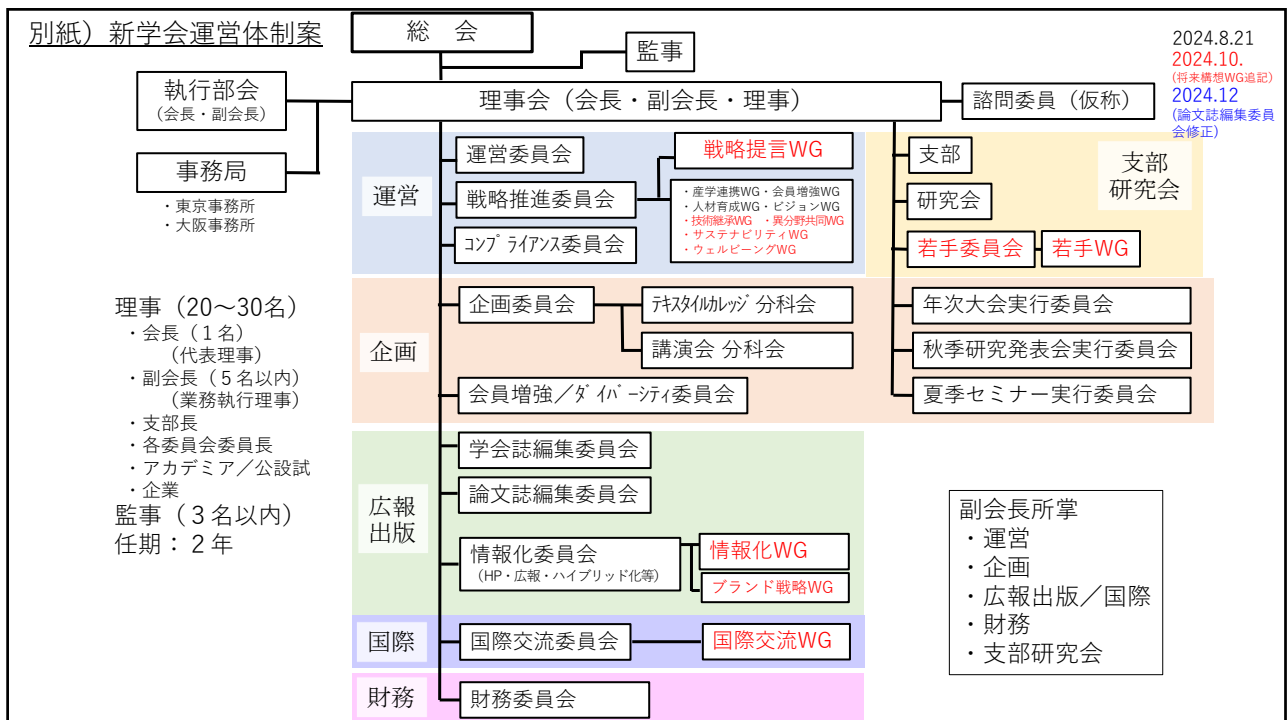 別紙）新学会運営体制案
総　会
監事
2024.8.21
2024.10.
(将来構想WG追記)
2024.12
(論文誌編集委員
会修正)
執行部会
(会長・副会長)
理事会（会長・副会長・理事）
諮問委員（仮称）
事務局
・東京事務所
・大阪事務所
運営
運営委員会
戦略推進委員会
ｺﾝﾌﾟﾗｲｱﾝｽ委員会
戦略提言WG
・産学連携WG・会員増強WG
・人材育成WG・ビジョンWG
・技術継承WG　・異分野共同WG
・サステナビリティWG
・ウェルビーングWG
支部
研究会
若手委員会
若手WG
支部
研究会
企画
企画委員会
ﾃｷｽﾀｲﾙｶﾚｯｼﾞ 分科会
講演会 分科会
会員増強／ﾀﾞｲﾊﾞｰｼﾃｨ委員会
年次大会実行委員会
秋季研究発表会実行委員会
夏季セミナー実行委員会
理事（20～30名）
・会長（１名）
(代表理事)
・副会長（５名以内）
(業務執行理事)
・支部長
・各委員会委員長
・アカデミア／公設試
・企業
監事（３名以内）
任期：２年
広報
出版
学会誌編集委員会
論文誌編集委員会
情報化委員会
（HP・広報・ハイブリッド化等）
情報化WG
ブランド戦略WG
国際
国際交流委員会
国際交流WG
財務
財務委員会
副会長所掌
・運営
・企画
・広報出版／国際
・財務
・支部研究会